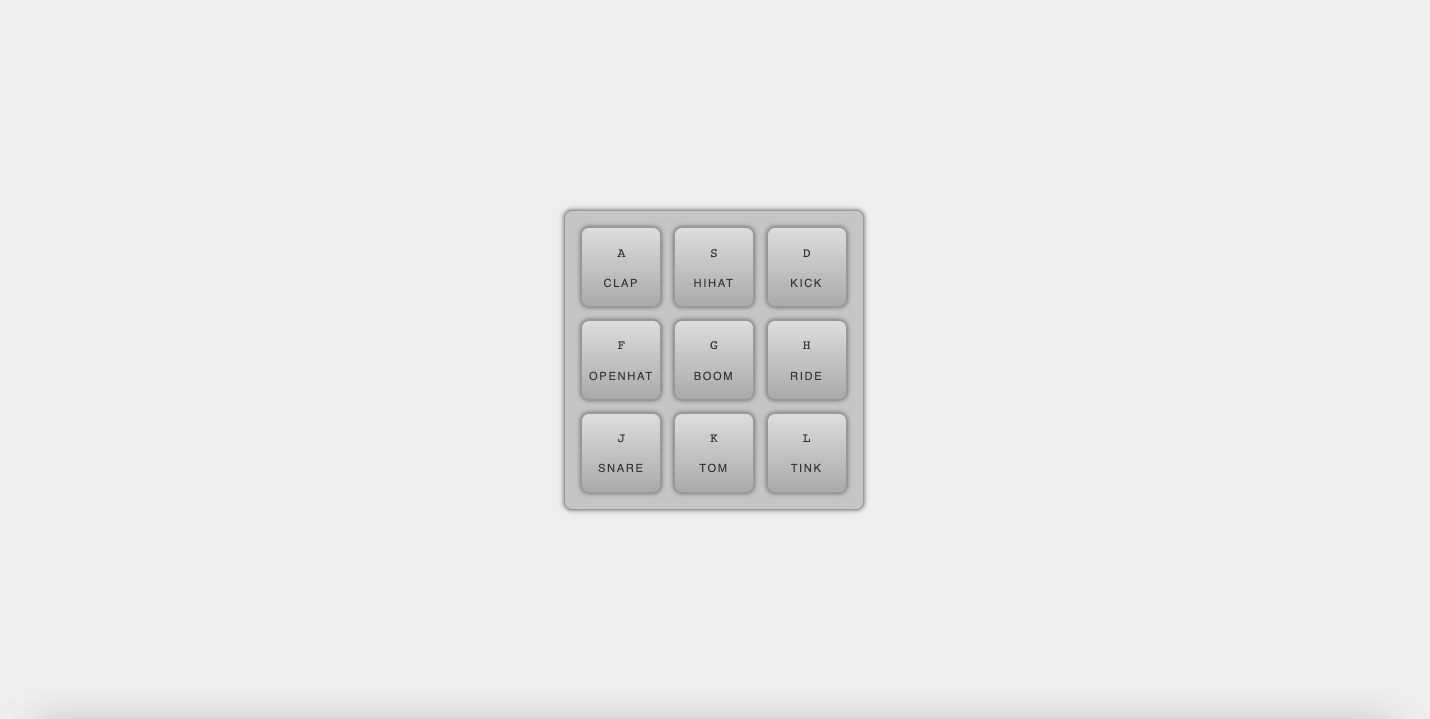 A S D
CLAP HIHAT KICK
F G H
OPENHAT BOOM RIDE
J K L
SNARE TOM TINK